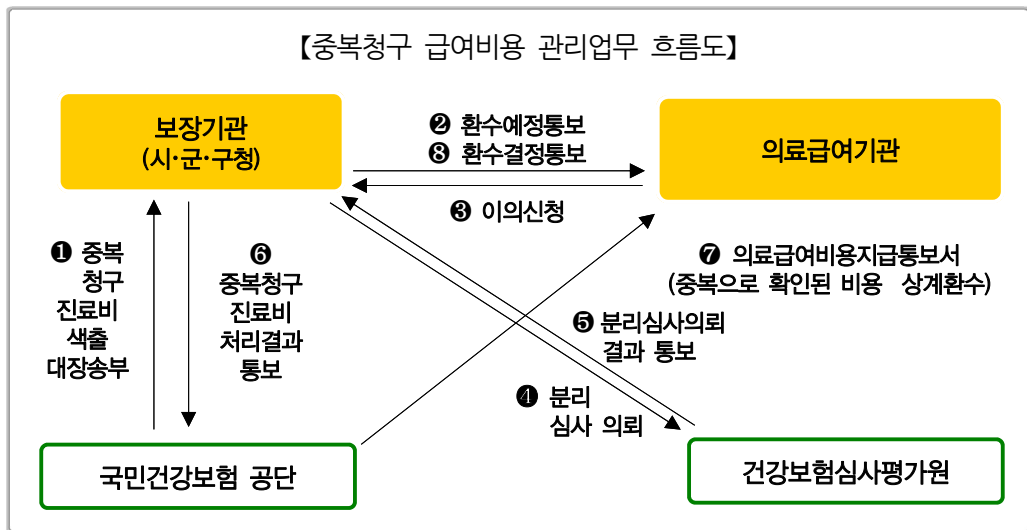 【중복청구 급여비용 관리업무 흐름도】
보장기관
(시·군·구청)
❷ 환수예정통보
❽ 환수결정통보
의료급여기관
❸ 이의신청
❶ 중복
청구
진료비
색출
대장송부
❻
중복청구
진료비
처리결과
통보
❼ 의료급여비용지급통보서
(중복으로 확인된 비용 상계환수)
❺ 분리심사의뢰
결과 통보
❹ 분리
심사 의뢰
국민건강보험 공단
건강보험심사평가원